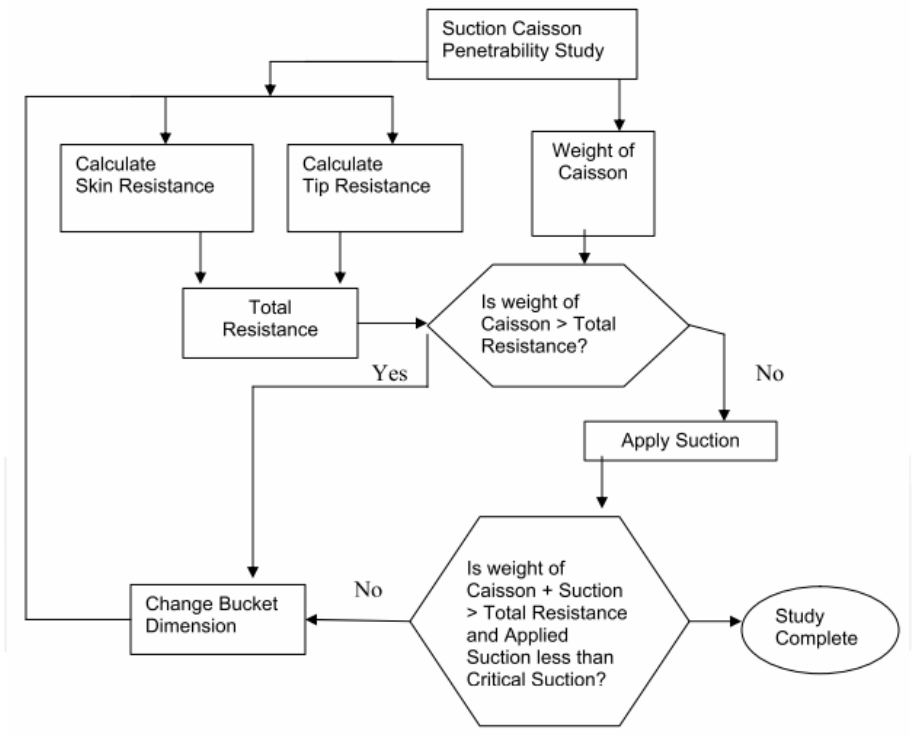 Suction Caisson
Penetrability Study
Calculate
Skin Resistance
Calculate
Tip Resistance
Weight of
Caisson
Total
Resistance
Is weight of
Caisson > Total
Resistance?
Yes
No
Apply Suction
Is weight of
Caisson + Suction
> Total Resistance
and Applied
Suction less than
Critical Suction?
No
Change Bucket
Dimension
Study
Complete